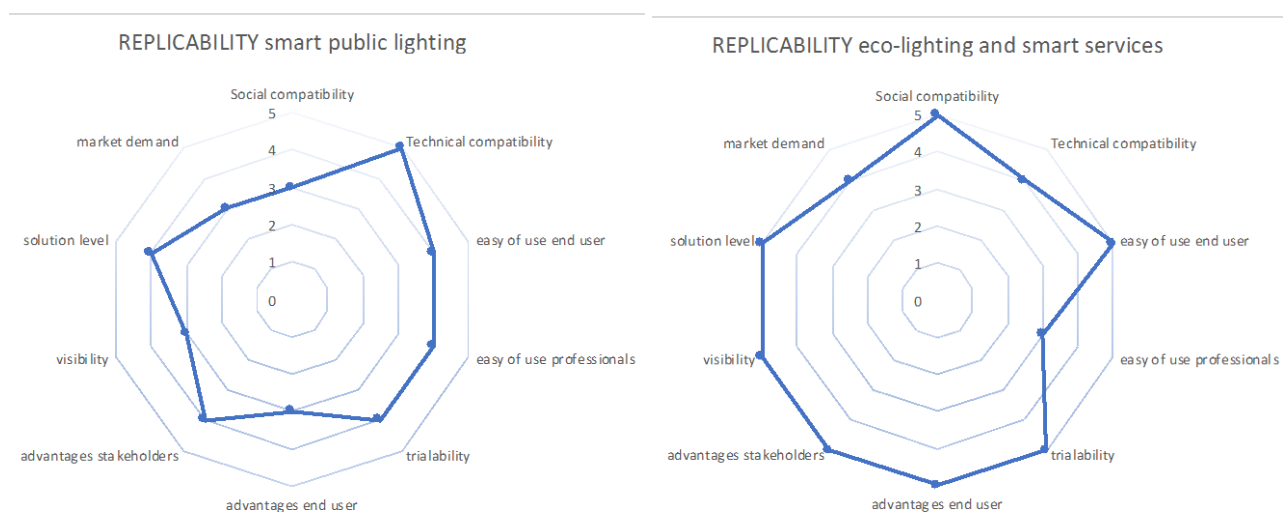 REPLICABILITY smart public lighting
Social compatibility
5
market demand
Technical compatibility
4
3
solution level
easy of use end user
2
1
0
visibility
easy of use professionals
advantages stakeholders
trialability
advantages end user
REPLICABILITY eco-lighting and smart services
Social compatibility
5
market demand
Technical compatibility
4
3
solution level
easy of use end user
2
1
0
visibility
easy of use professionals
advantages stakeholders
trialability
advantages end user